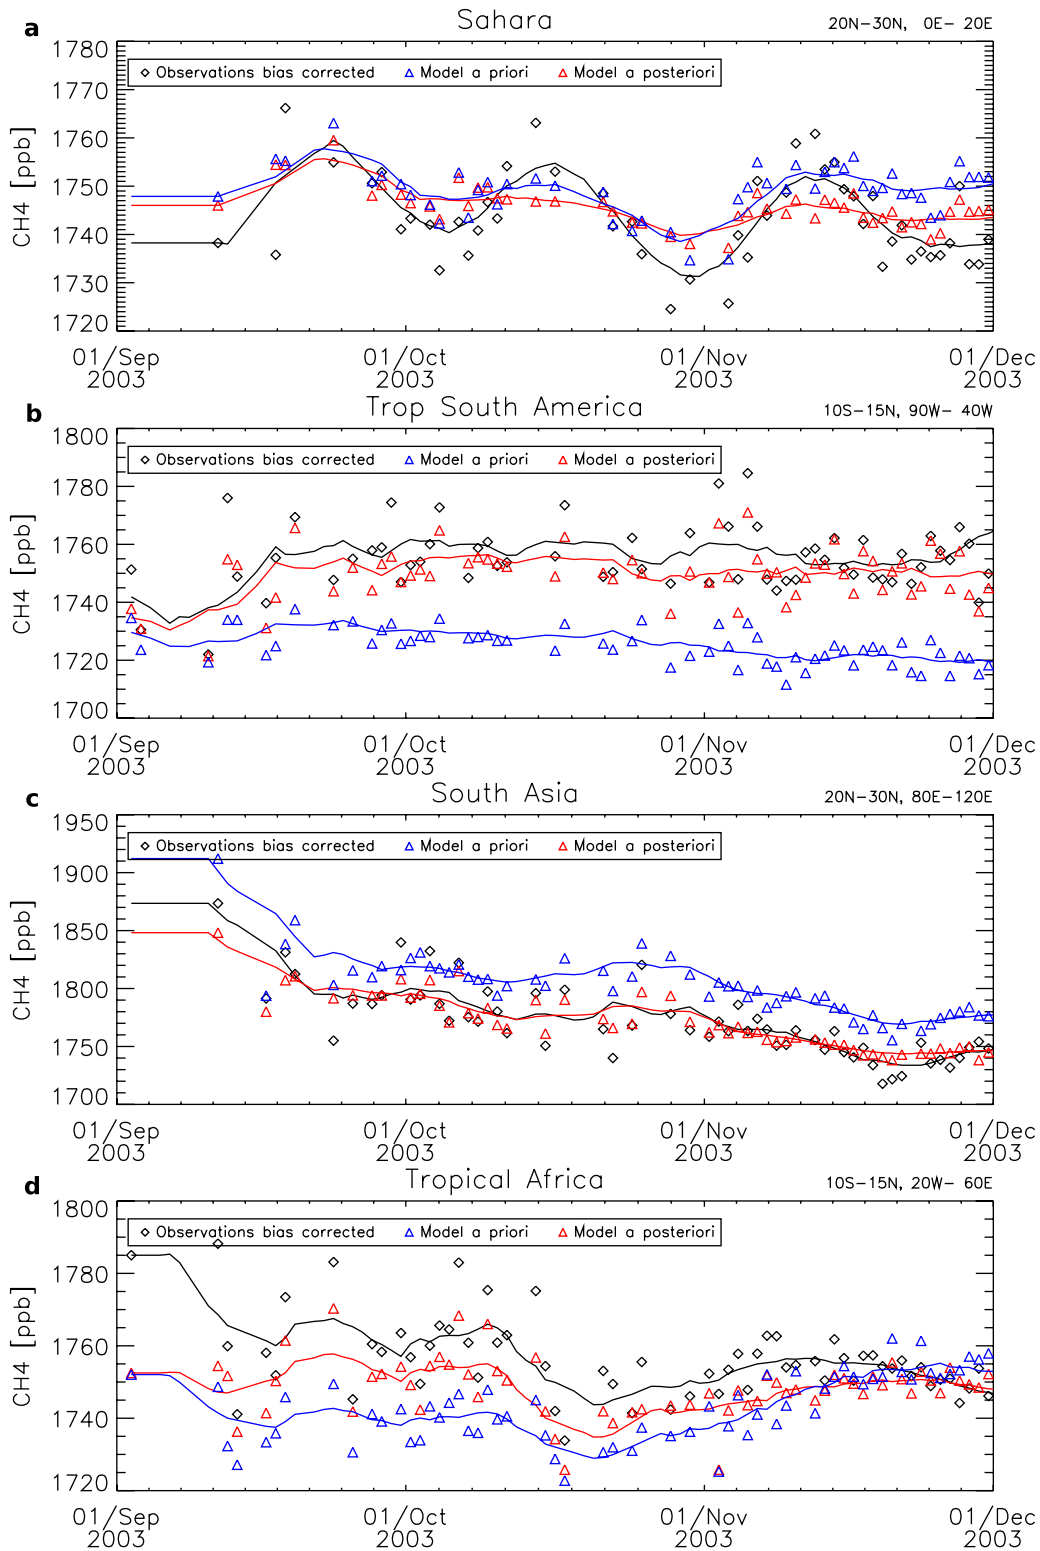 a Sahara 20N−30N, 0E− 20E
1780
1770
1760
1750
1740
1730
1720
CH4 [ppb]
Observations bias corrected Model a priori Model a posteriori
01/Sep 01/Oct 01/Nov 01/Dec
2003 2003 2003 2003
b Trop South America 10S−15N, 90W− 40W
1800
1780
1760
1740
1720
1700
CH4 [ppb]
Observations bias corrected Model a priori Model a posteriori
01/Sep 01/Oct 01/Nov 01/Dec
2003 2003 2003 2003
c South Asia 20N−30N, 80E−120E
1950
1900
1850
1800
1750
1700
CH4 [ppb]
Observations bias corrected Model a priori Model a posteriori
01/Sep 01/Oct 01/Nov 01/Dec
2003 2003 2003 2003
d Tropical Africa 10S−15N, 20W− 60E
1800
1780
1760
1740
1720
CH4 [ppb]
Observations bias corrected Model a priori Model a posteriori
01/Sep 01/Oct 01/Nov 01/Dec
2003 2003 2003 2003